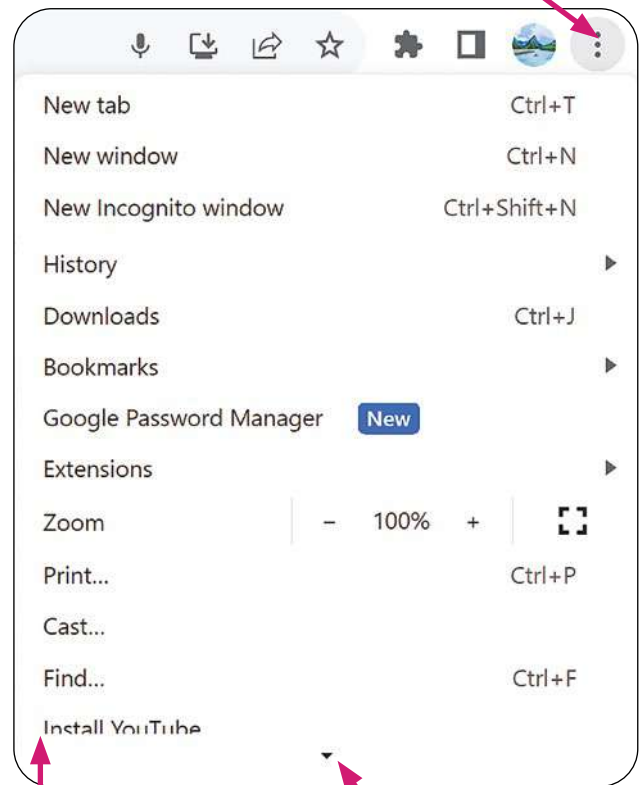 New tab Ctrl+T
New window Ctrl+N
New Incognito window Ctrl+Shift+N
History
Downloads Ctrl+J
Bookmarks
Google Password Manager New
Extensions
Zoom - 100% +
Print...  Ctrl+P
Cast...
Find... Ctrl+F
Install YouTube